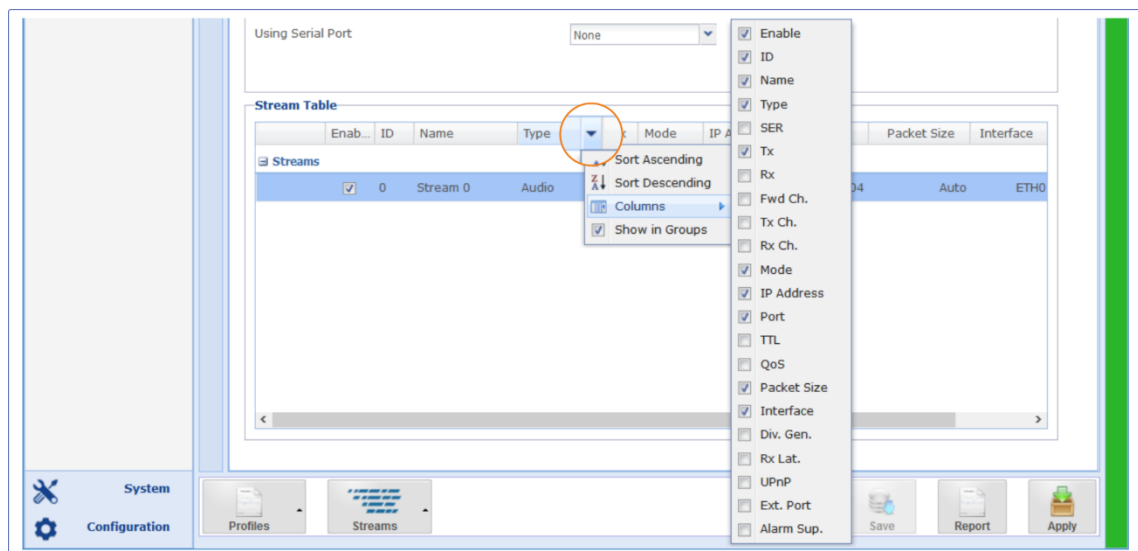 Using Serial Port
None
Stream Table
Enab...
ID
Name
Type
Mode
IP A
Packet Size
Interface
Streams
0
Stream 0
Audio
04
Auto
ETH0
Sort Ascending
Sort Descending
Columns
Show in Groups
Enable
ID
Name
Type
SER
Tx
Rx
Fwd Ch.
Tx Ch.
Rx Ch.
Mode
IP Address
Port
TTL
QoS
Packet Size
Interface
Div. Gen.
Rx Lat.
UPnP
Ext. Port
Alarm Sup.
System
Configuration
Profiles
Streams
Save
Report
Apply